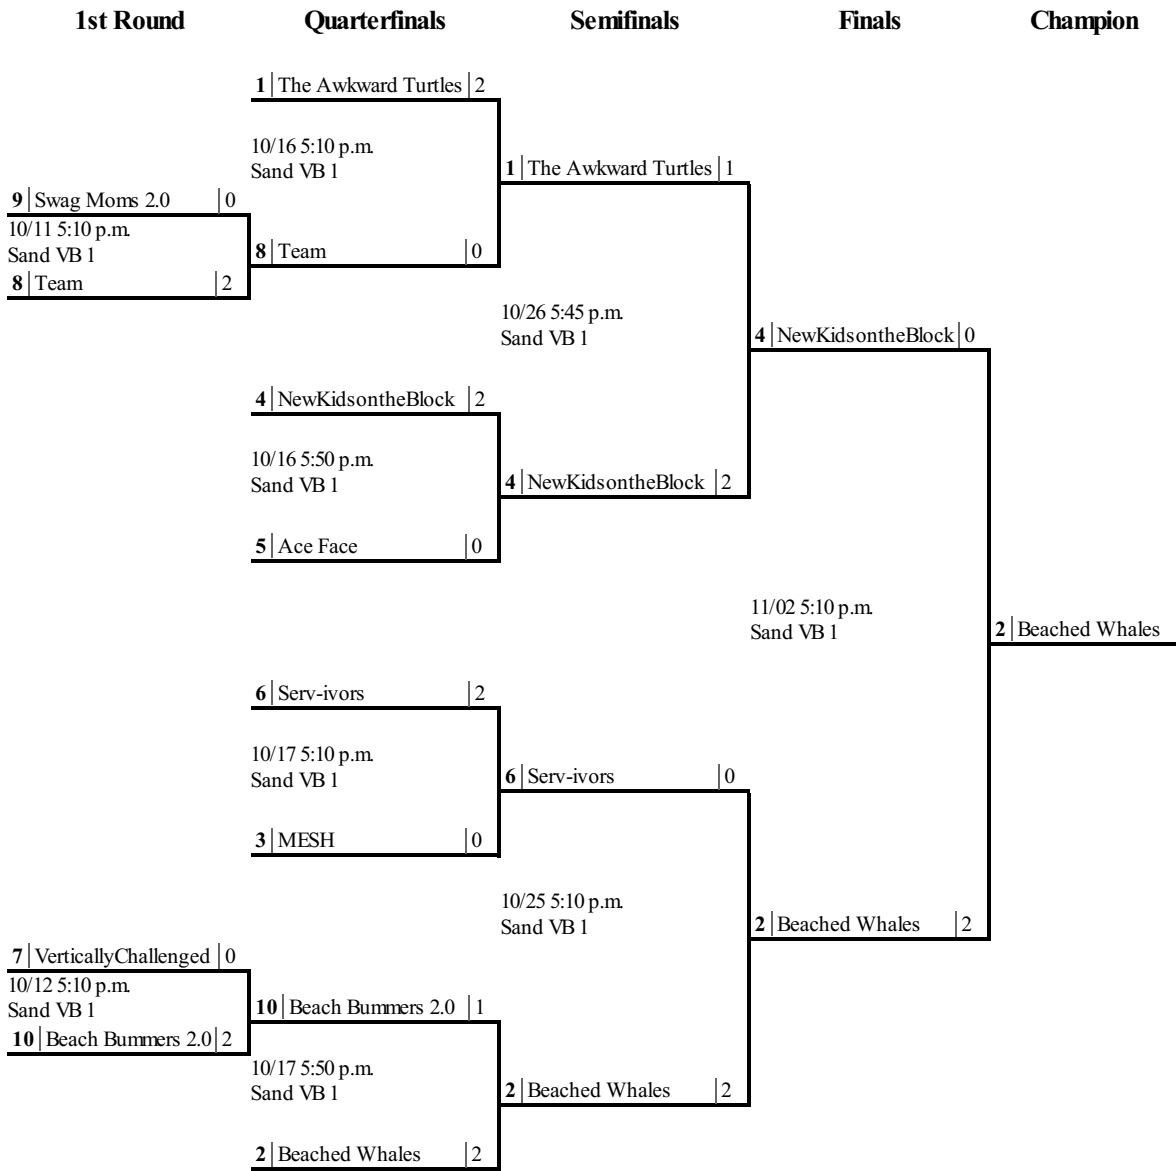 1st Round Quarterfinals Semifinals Finals Champion
1 The Awkward Turtles 2
10/16 5:10 p.m.
Sand VB 1
1 The Awkward Turtles 1
9 Swag Moms 2.0 0
10/11 5:10 p.m.
Sand VB 1
8 Team 0
8 Team 2
10/26 5:45 p.m.
Sand VB 1
4 NewKidsontheBlock 0
4 NewKidsontheBlock 2
10/16 5:50 p.m.
Sand VB 1
4 NewKidsontheBlock 2
5 Ace Face 0
11/02 5:10 p.m.
Sand VB 1
2 Beached Whales
6 Serv-ivors 2
10/17 5:10 p.m.
Sand VB 1
6 Serv-ivors 0
3 MESH 0
10/25 5:10 p.m.
Sand VB 1
2 Beached Whales 2
7 VerticallyChallenged 0
10/12 5:10 p.m.
Sand VB 1
10 Beach Bummers 2.0 1
10 Beach Bummers 2.0 2
10/17 5:50 p.m.
Sand VB 1
2 Beached Whales 2
2 Beached Whales 2